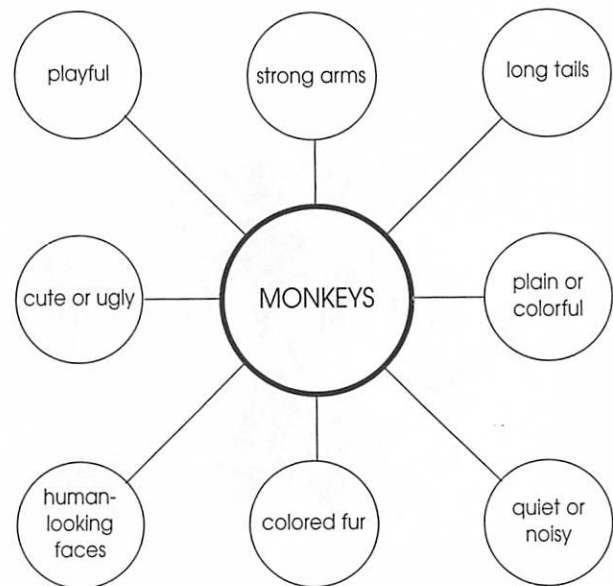 playful
strong arms
long tails
cute or ugly
MONKEYS
plain or
colorful
human-
looking
faces
colored fur
quiet or
noisy